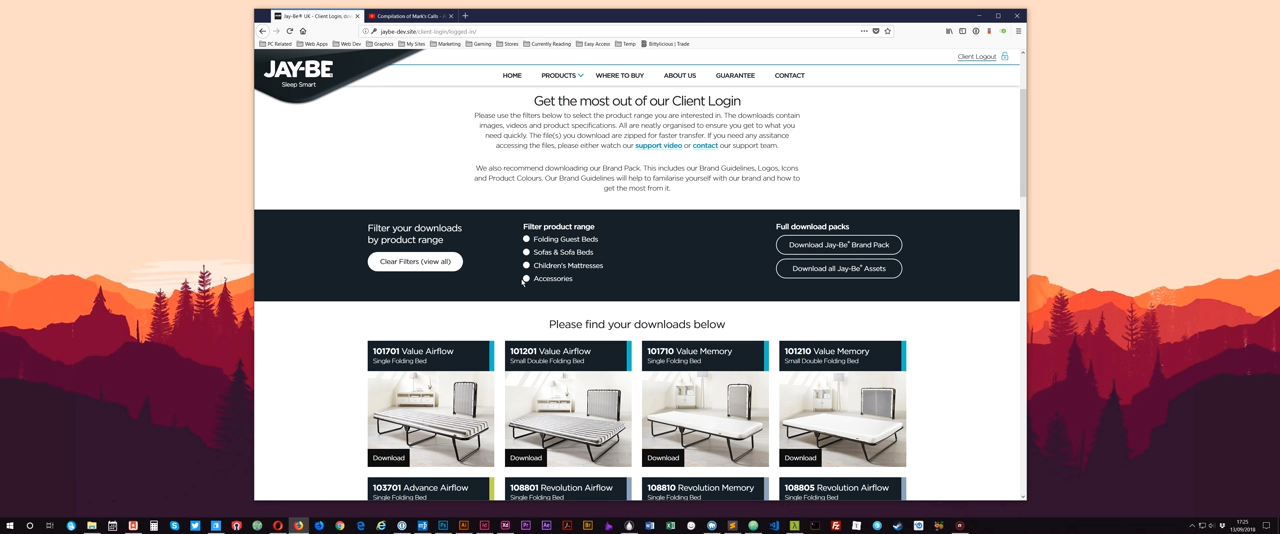 Jay-Be® UK - Client Login, dow
Compilation of Mark's Calls - A
jaybe-dev.site/client-login/logged-in/
PC Related Web Apps Web Dev Graphics My Sites Marketing Gaming Stores Currently Reading Easy Access Temp Bittylicious | Trade
Client Logout
JAY-BE
Sleep Smart
HOME PRODUCTS WHERE TO BUY ABOUT US GUARANTEE CONTACT
Get the most out of our Client Login
Please use the filters below to select the product range you are interested in. The downloads contain
images, videos and product specifications. All are neatly organised to ensure you get to what you
need quickly. The file(s) you download are zipped for faster transfer. If you need any assitance
accessing the files, please either watch our support video or contact our support team.
We also recommend downloading our Brand Pack. This includes our Brand Guidelines, Logos, Icons
and Product Colours. Our Brand Guidelines will help to familarise yourself with our brand and how to
get the most from it.
Filter your downloads
by product range
Clear Filters (view all)
Filter product range
Folding Guest Beds
Sofas & Sofa Beds
Children's Mattresses
Accessories
Full download packs
Download Jay-Be® Brand Pack
Download all Jay-Be® Assets
Please find your downloads below
101701 Value Airflow
Single Folding Bed
Download
101201 Value Airflow
Small Double Folding Bed
Download
101710 Value Memory
Single Folding Bed
Download
101210 Value Memory
Small Double Folding Bed
Download
103701 Advance Airflow
Single Folding Bed
108801 Revolution Airflow
Single Folding Bed
108810 Revolution Memory
Single Folding Bed
108805 Revolution Airflow
Single Folding Bed
17:25
13/09/2018